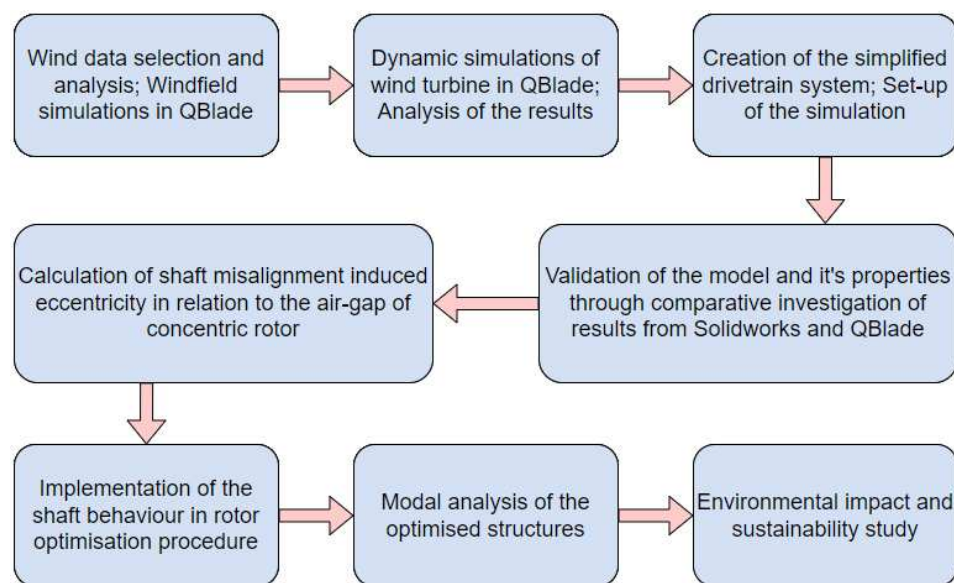 Wind data selection and
analysis; Windfield
simulations in QBlade
Dynamic simulations of
wind turbine in QBlade;
Analysis of the results
Creation of the simplified
drivetrain system; Set-up
of the simulation
Validation of the model and it's properties
through comparative investigation of
results from Solidworks and QBlade
Calculation of shaft misalignment induced
eccentricity in relation to the air-gap of
concentric rotor
Implementation of the
shaft behaviour in rotor
optimisation procedure
Modal analysis of the
optimised structures
Environmental impact and
sustainability study